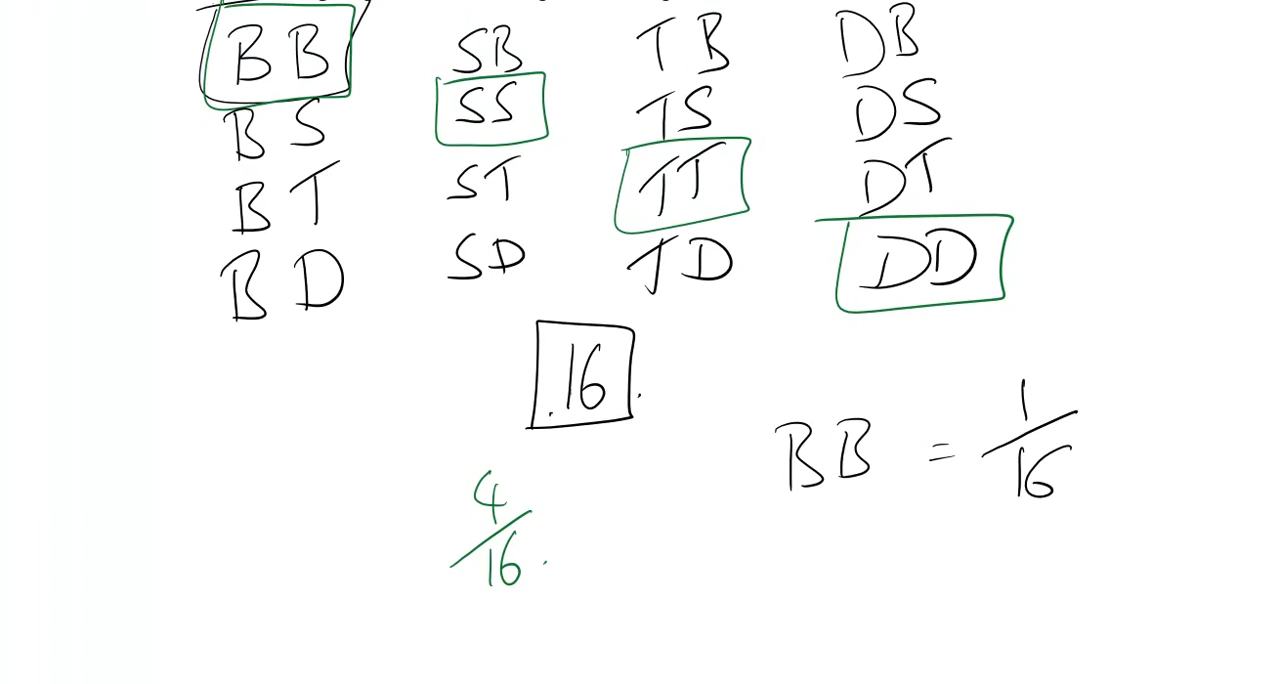 BB SB TB DB
BS SS TS DS
BT ST TT DT
BD SD TD DD
.16.
BB = 1/16
4/16.